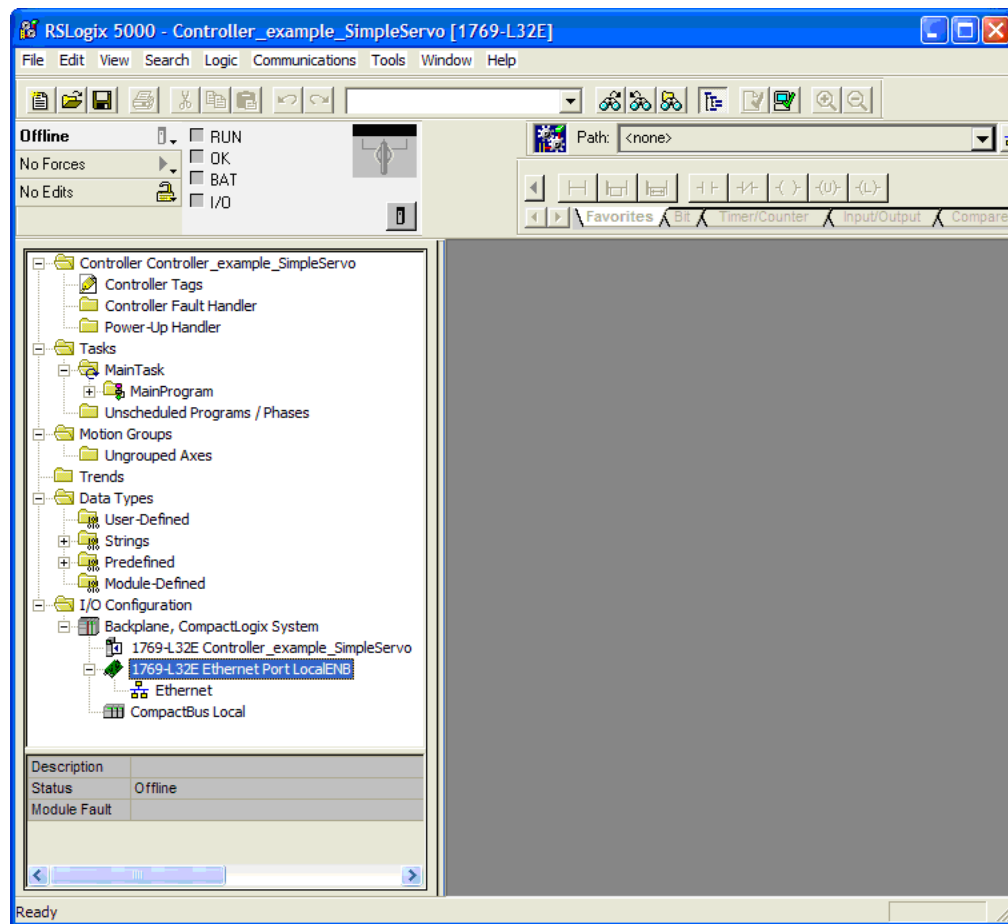 RSLogix 5000 - Controller_example_SimpleServo [1769-L32E]
File Edit View Search Logic Communications Tools Window Help
Offline
RUN
No Forces
OK
No Edits
BAT
I/O
Path: <none>
Favorites Bit Timer/Counter Input/Output Compare
Controller Controller_example_SimpleServo
Controller Tags
Controller Fault Handler
Power-Up Handler
Tasks
MainTask
MainProgram
Unscheduled Programs / Phases
Motion Groups
Ungrouped Axes
Trends
Data Types
User-Defined
Strings
Predefined
Module-Defined
I/O Configuration
Backplane, CompactLogix System
1769-L32E Controller_example_SimpleServo
1769-L32E Ethernet Port LocalENB
Ethernet
CompactBus Local
Description
Status Offline
Module Fault
Ready